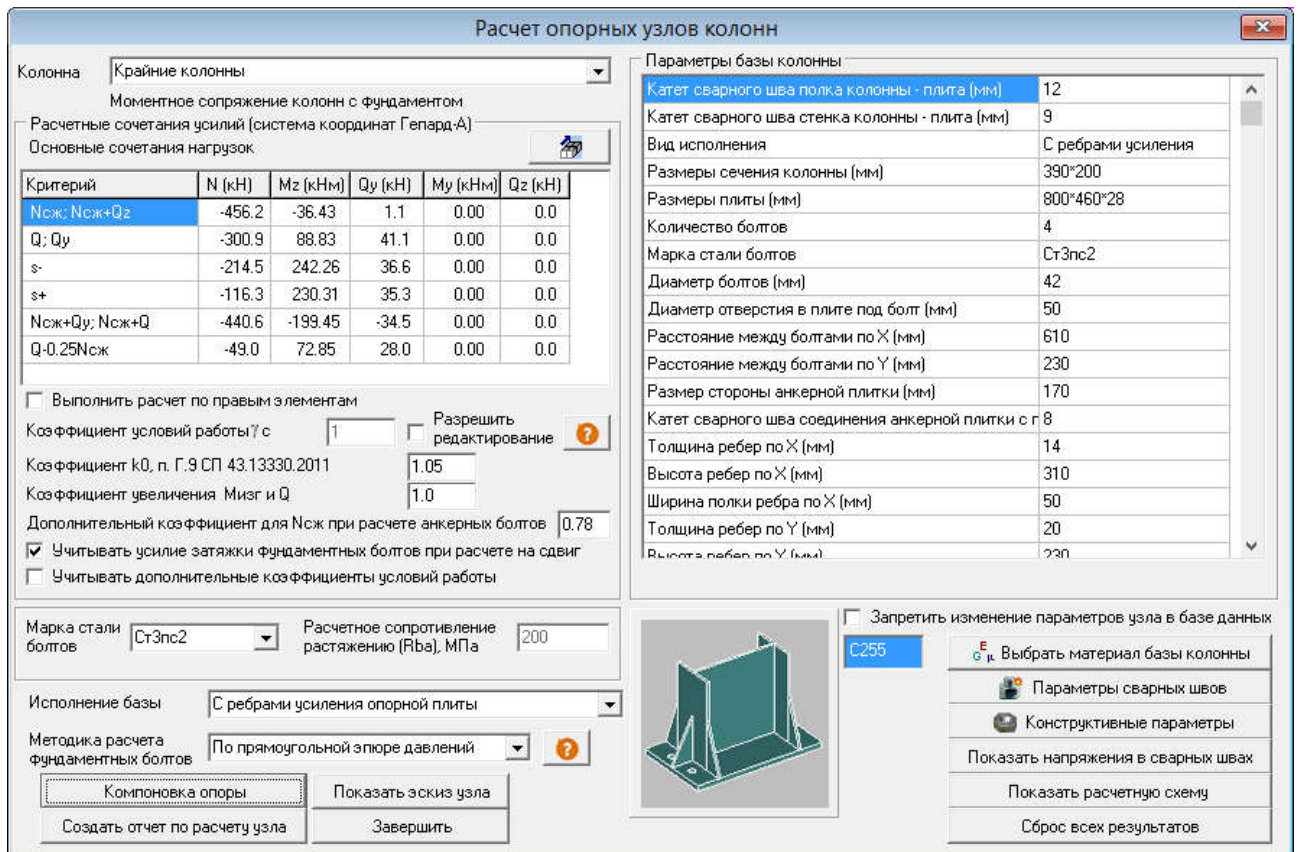 Расчет опорных узлов колонн
Колонна Крайние колонны
Моментное сопряжение колонн с фундаментом
Расчетные сочетания усилий (система координат Гепард-А)
Основные сочетания нагрузок
Критерий N (кН) Mz (кНм) Qy (кН) My (кНм) Qz (кН)
Nсж; Nсж+Qz -456.2 -36.43 1.1 0.00 0.0
Q; Qy -300.9 88.83 41.1 0.00 0.0
s- -214.5 242.26 36.6 0.00 0.0
s+ -116.3 230.31 35.3 0.00 0.0
Nсж+Qy; Nсж+Q -440.6 -199.45 -34.5 0.00 0.0
Q-0.25Nсж -49.0 72.85 28.0 0.00 0.0
Выполнить расчет по правым элементам
Коэффициент условий работы γ с 1 Разрешить редактирование
Коэффициент k0, п. Г.9 СП 43.13330.2011 1.05
Коэффициент увеличения Мизг и Q 1.0
Дополнительный коэффициент для Nсж при расчете анкерных болтов 0.78
Учитывать усилие затяжки фундаментных болтов при расчете на сдвиг
Учитывать дополнительные коэффициенты условий работы
Марка стали болтов Ст3пс2 Расчетное сопротивление растяжению (Rba), МПа 200
Исполнение базы С ребрами усиления опорной плиты
Методика расчета фундаментных болтов По прямоугольной эпюре давлений
Компоновка опоры Показать эскиз узла
Создать отчет по расчету узла Завершить
Параметры базы колонны
Катет сварного шва полка колонны - плита (мм) 12
Катет сварного шва стенка колонны - плита (мм) 9
Вид исполнения С ребрами усиления
Размеры сечения колонны (мм) 390*200
Размеры плиты (мм) 800*460*28
Количество болтов 4
Марка стали болтов Ст3пс2
Диаметр болтов (мм) 42
Диаметр отверстия в плите под болт (мм) 50
Расстояние между болтами по X (мм) 610
Расстояние между болтами по Y (мм) 230
Размер стороны анкерной плитки (мм) 170
Катет сварного шва соединения анкерной плитки с г 8
Толщина ребер по X (мм) 14
Высота ребер по X (мм) 310
Ширина полки ребра по X (мм) 50
Толщина ребер по Y (мм) 20
Высота ребер по Y (мм) 230
Запретить изменение параметров узла в базе данных
C255 E G μ Выбрать материал базы колонны
Параметры сварных швов
Конструктивные параметры
Показать напряжения в сварных швах
Показать расчетную схему
Сброс всех результатов